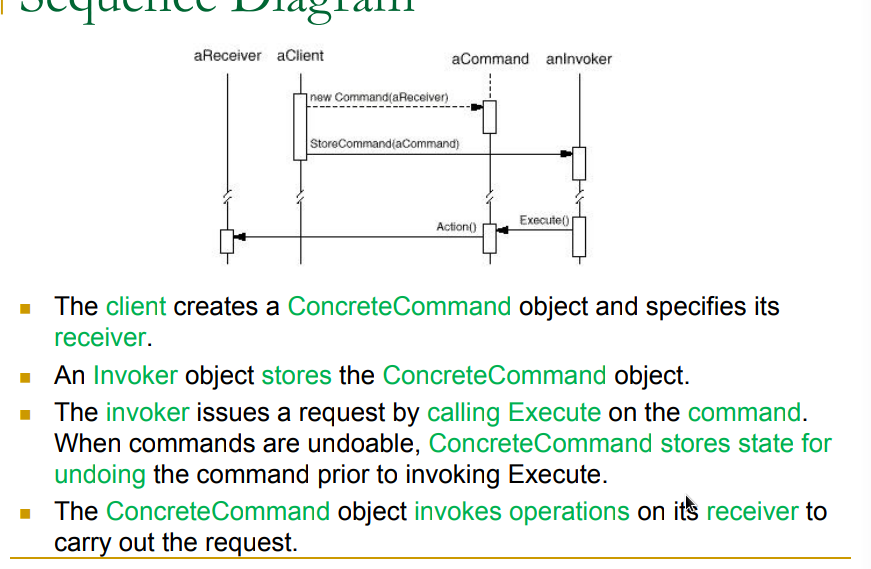 Sequence Diagram
aReceiver aClient aCommand anInvoker
new Command(aReceiver)
StoreCommand(aCommand)
Action() Execute()
The client creates a ConcreteCommand object and specifies its
receiver.
An Invoker object stores the ConcreteCommand object.
The invoker issues a request by calling Execute on the command.
When commands are undoable, ConcreteCommand stores state for
undoing the command prior to invoking Execute.
The ConcreteCommand object invokes operations on its receiver to
carry out the request.